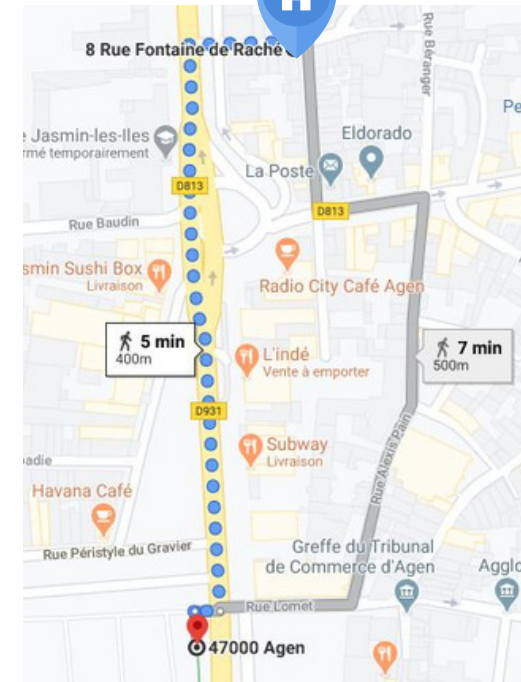 H
8 Rue Fontaine de Raché
Rue Béranger
Pe
e Jasmin-les-Iles
rmé temporairement
Eldorado
La Poste
D813
D813
Rue Baudin
smin Sushi Box
Livraison
Radio City Café Agen
5 min
400m
L'indé
Vente à emporter
7 min
500m
D931
Subway
Livraison
Rue Alexis Pain
adie
Havana Café
Rue Péristyle du Gravier
Greffe du Tribunal
de Commerce d'Agen
Agglo
Rue Lomet
47000 Agen